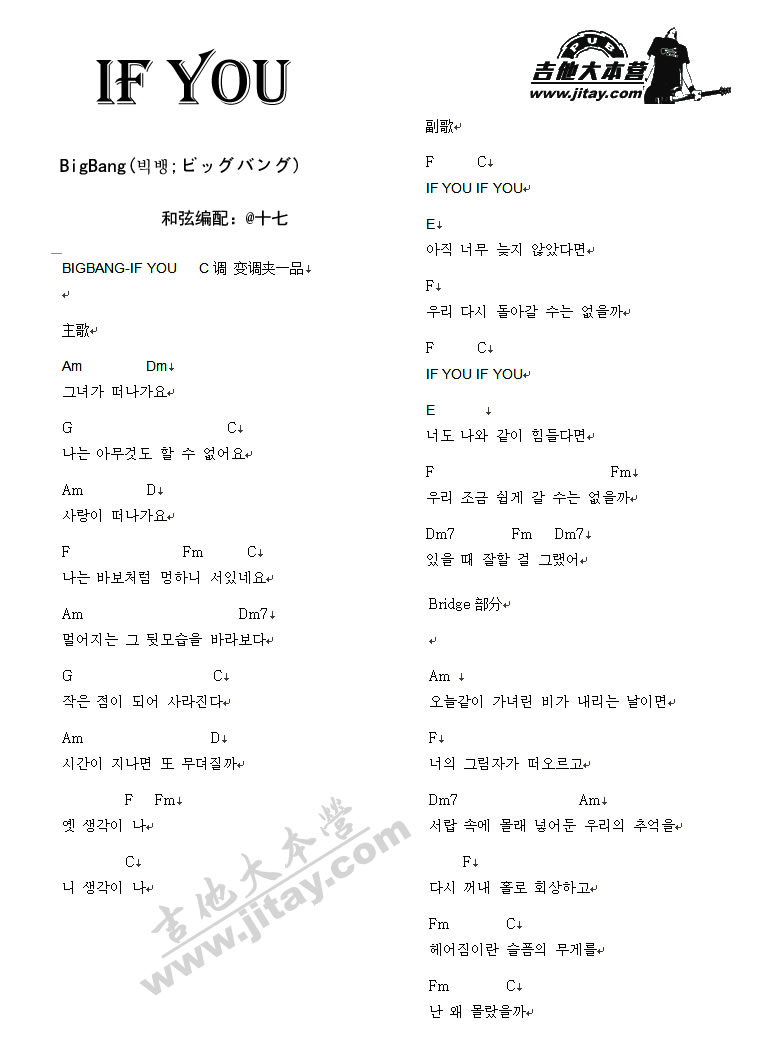 IF YOU
PUB
吉他大本营
www.jitay.com
BigBang(빅뱅;ビッグバング)
和弦编配：@十七
BIGBANG-IF YOU C 调 变调夹一品↓
↵
主歌↵
Am Dm↓
그녀가 떠나가요↵
G C↓
나는 아무것도 할 수 없어요↵
Am D↓
사랑이 떠나가요↵
F Fm C↓
나는 바보처럼 멍하니 서있네요↵
Am Dm7↓
멀어지는 그 뒷모습을 바라보다↵
G C↓
작은 점이 되어 사라진다↵
Am D↓
시간이 지나면 또 무뎌질까↵
F Fm↓
옛 생각이 나↵
C↓
니 생각이 나↵
副歌↵
F C↓
IF YOU IF YOU↵
E↓
아직 너무 늦지 않았다면↵
F↓
우리 다시 돌아갈 수는 없을까↵
F C↓
IF YOU IF YOU↵
E ↓
너도 나와 같이 힘들다면↵
F Fm↓
우리 조금 쉽게 갈 수는 없을까↵
Dm7 Fm Dm7↓
있을 때 잘할 걸 그랬어↵
Bridge 部分↵
↵
Am ↓
오늘같이 가녀린 비가 내리는 날이면↵
F↓
너의 그림자가 떠오르고↵
Dm7 Am↓
서랍 속에 몰래 넣어둔 우리의 추억을↵
F↓
다시 꺼내 홀로 회상하고↵
Fm C↓
헤어짐이란 슬픔의 무게를↵
Fm C↓
난 왜 몰랐을까↵
吉他大本營
www.jitay.com